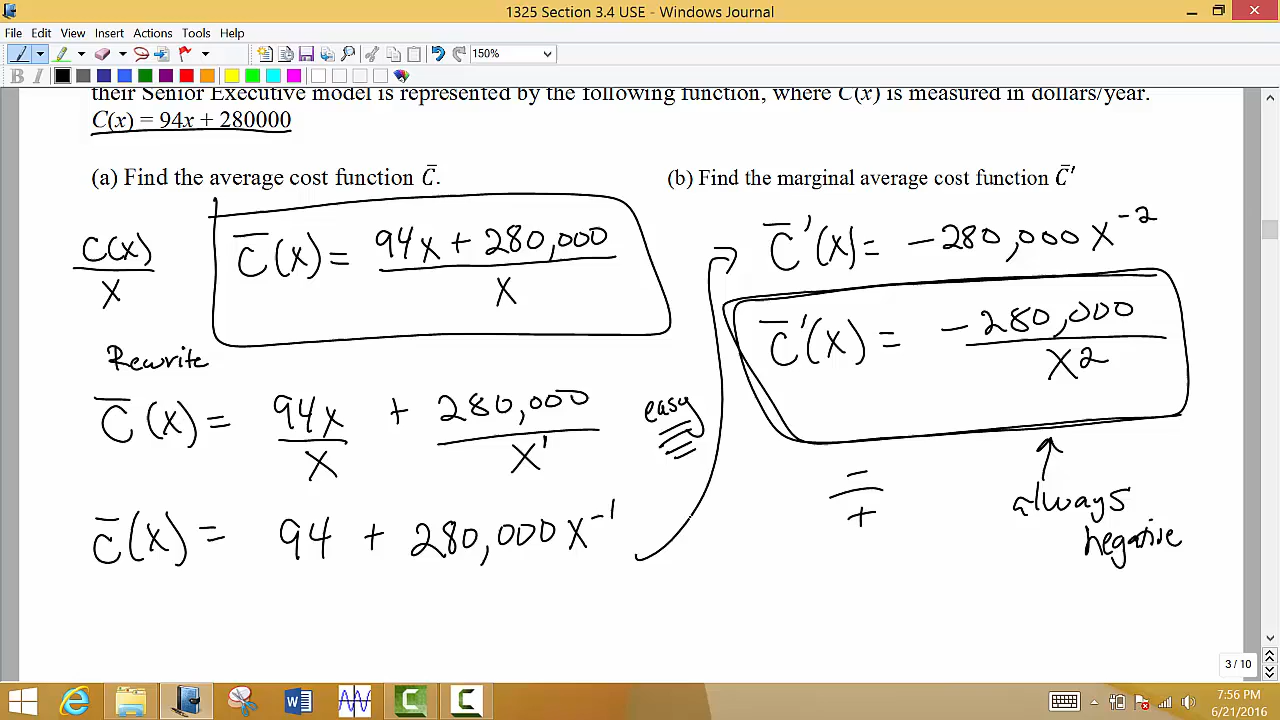 1325 Section 3.4 USE - Windows Journal
File Edit View Insert Actions Tools Help
150%
B I
their Senior Executive model is represented by the following function, where C(x) is measured in dollars/year.
C(x) = 94x + 280000
(a) Find the average cost function C̅.
(b) Find the marginal average cost function C̅′
C(x)/x
C̅(x) = (94x + 280,000)/x
Rewrite
C̅(x) = 94x/x + 280,000/x¹
easy
C̅(x) = 94 + 280,000x⁻¹
C̅′(x) = -280,000x⁻²
C̅′(x) = -280,000/x²
-/+
always
negative
3 / 10
7:56 PM
6/21/2016